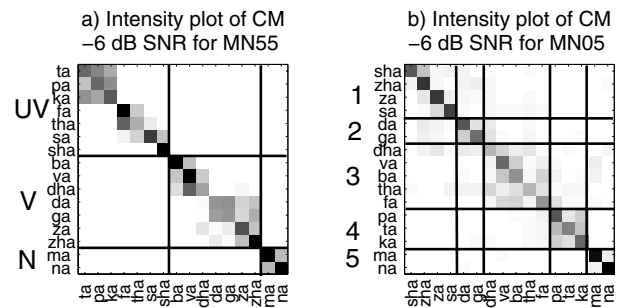 a) Intensity plot of CM
−6 dB SNR for MN55
b) Intensity plot of CM
−6 dB SNR for MN05
UV
V
N
ta
pa
ka
fa
tha
sa
sha
ba
va
dha
da
ga
za
zha
ma
na
ta
pa
ka
fa
tha
sa
sha
ba
va
dha
da
ga
za
zha
ma
na
1
2
3
4
5
sha
zha
za
sa
da
ga
dha
va
ba
tha
fa
pa
ta
ka
ma
na
sha
zha
za
sa
da
ga
dha
va
ba
tha
fa
pa
ta
ka
ma
na